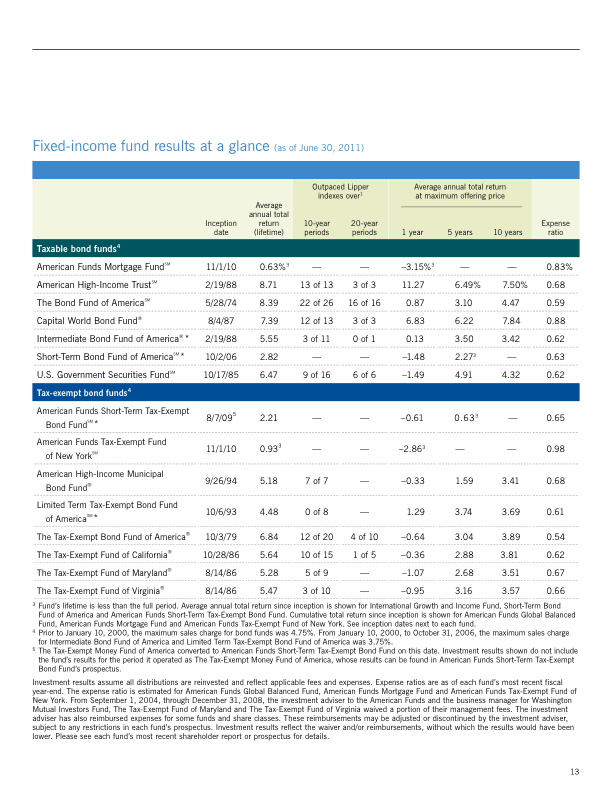 Fixed-income fund results at a glance (as of June 30, 2011)
Outpaced Lipper indexes over¹ Average annual total return at maximum offering price
Inception date Average annual total return (lifetime) 10-year periods 20-year periods 1 year 5 years 10 years Expense ratio
Taxable bond funds⁴
American Funds Mortgage Fund℠ 11/1/10 0.63%³ — — –3.15%³ — — 0.83%
American High-Income Trust℠ 2/19/88 8.71 13 of 13 3 of 3 11.27 6.49% 7.50% 0.68
The Bond Fund of America℠ 5/28/74 8.39 22 of 26 16 of 16 0.87 3.10 4.47 0.59
Capital World Bond Fund® 8/4/87 7.39 12 of 13 3 of 3 6.83 6.22 7.84 0.88
Intermediate Bond Fund of America®* 2/19/88 5.55 3 of 11 0 of 1 0.13 3.50 3.42 0.62
Short-Term Bond Fund of America℠* 10/2/06 2.82 — — –1.48 2.27³ — 0.63
U.S. Government Securities Fund℠ 10/17/85 6.47 9 of 16 6 of 6 –1.49 4.91 4.32 0.62
Tax-exempt bond funds⁴
American Funds Short-Term Tax-Exempt
Bond Fund℠* 8/7/09⁵ 2.21 — — –0.61 0.63³ — 0.65
American Funds Tax-Exempt Fund
of New York℠ 11/1/10 0.93³ — — –2.86³ — — 0.98
American High-Income Municipal
Bond Fund® 9/26/94 5.18 7 of 7 — –0.33 1.59 3.41 0.68
Limited Term Tax-Exempt Bond Fund
of America℠* 10/6/93 4.48 0 of 8 — 1.29 3.74 3.69 0.61
The Tax-Exempt Bond Fund of America® 10/3/79 6.84 12 of 20 4 of 10 –0.64 3.04 3.89 0.54
The Tax-Exempt Fund of California® 10/28/86 5.64 10 of 15 1 of 5 –0.36 2.88 3.81 0.62
The Tax-Exempt Fund of Maryland® 8/14/86 5.28 5 of 9 — –1.07 2.68 3.51 0.67
The Tax-Exempt Fund of Virginia® 8/14/86 5.47 3 of 10 — –0.95 3.16 3.57 0.66
³ Fund's lifetime is less than the full period. Average annual total return since inception is shown for International Growth and Income Fund, Short-Term Bond
Fund of America and American Funds Short-Term Tax-Exempt Bond Fund. Cumulative total return since inception is shown for American Funds Global Balanced
Fund, American Funds Mortgage Fund and American Funds Tax-Exempt Fund of New York. See inception dates next to each fund.
⁴ Prior to January 10, 2000, the maximum sales charge for bond funds was 4.75%. From January 10, 2000, to October 31, 2006, the maximum sales charge
for Intermediate Bond Fund of America and Limited Term Tax-Exempt Bond Fund of America was 3.75%.
⁵ The Tax-Exempt Money Fund of America converted to American Funds Short-Term Tax-Exempt Bond Fund on this date. Investment results shown do not include
the fund's results for the period it operated as The Tax-Exempt Money Fund of America, whose results can be found in American Funds Short-Term Tax-Exempt
Bond Fund's prospectus.
Investment results assume all distributions are reinvested and reflect applicable fees and expenses. Expense ratios are as of each fund's most recent fiscal
year-end. The expense ratio is estimated for American Funds Global Balanced Fund, American Funds Mortgage Fund and American Funds Tax-Exempt Fund of
New York. From September 1, 2004, through December 31, 2008, the investment adviser to the American Funds and the business manager for Washington
Mutual Investors Fund, The Tax-Exempt Fund of Maryland and The Tax-Exempt Fund of Virginia waived a portion of their management fees. The investment
adviser has also reimbursed expenses for some funds and share classes. These reimbursements may be adjusted or discontinued by the investment adviser,
subject to any restrictions in each fund's prospectus. Investment results reflect the waiver and/or reimbursements, without which the results would have been
lower. Please see each fund's most recent shareholder report or prospectus for details.
13